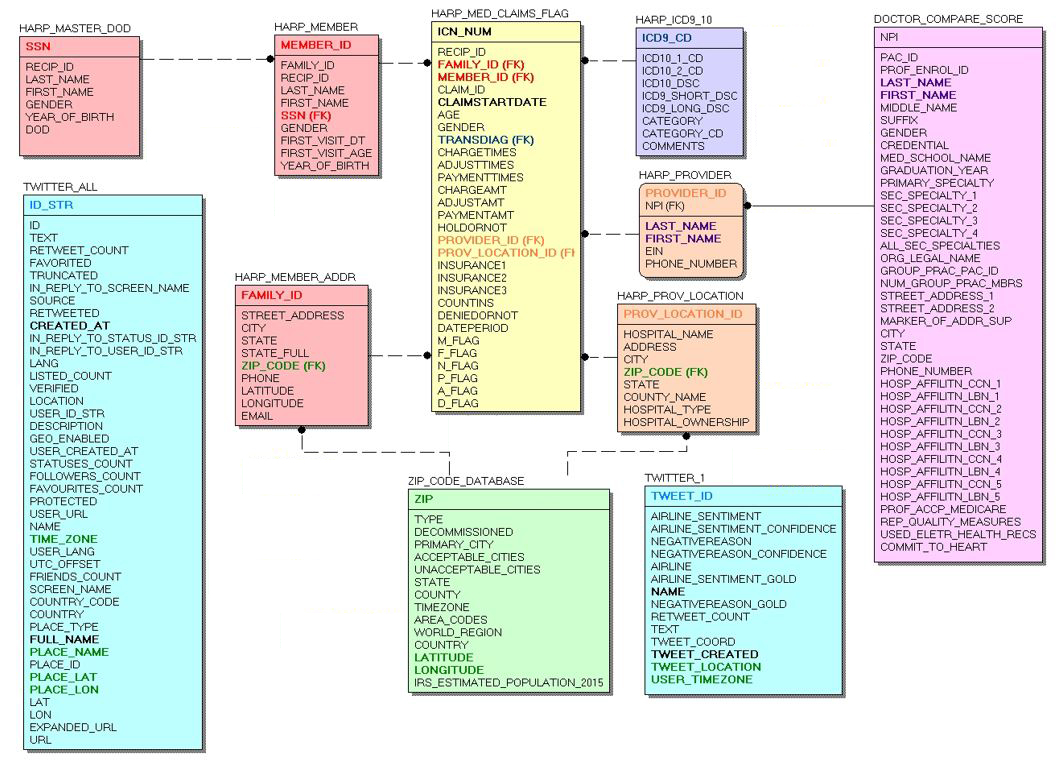 HARP_MASTER_DOD
SSN
RECIP_ID
LAST_NAME
FIRST_NAME
GENDER
YEAR_OF_BIRTH
DOD
HARP_MEMBER
MEMBER_ID
FAMILY_ID
RECIP_ID
LAST_NAME
FIRST_NAME
SSN (FK)
GENDER
FIRST_VISIT_DT
FIRST_VISIT_AGE
YEAR_OF_BIRTH
HARP_MED_CLAIMS_FLAG
ICN_NUM
RECIP_ID
FAMILY_ID (FK)
MEMBER_ID (FK)
CLAIM_ID
CLAIMSTARTDATE
AGE
GENDER
TRANSDIAG (FK)
CHARGETIMES
ADJUSTTIMES
PAYMENTTIMES
CHARGEAMT
ADJUSTAMT
PAYMENTAMT
HOLDORNOT
PROVIDER_ID (FK)
PROV_LOCATION_ID (FI
INSURANCE1
INSURANCE2
INSURANCE3
COUNTINS
DENIEDORNOT
DATEPERIOD
M_FLAG
F_FLAG
N_FLAG
P_FLAG
A_FLAG
D_FLAG
HARP_ICD9_10
ICD9_CD
ICD10_1_CD
ICD10_2_CD
ICD10_DSC
ICD9_SHORT_DSC
ICD9_LONG_DSC
CATEGORY
CATEGORY_CD
COMMENTS
HARP_PROVIDER
PROVIDER_ID
NPI (FK)
LAST_NAME
FIRST_NAME
EIN
PHONE_NUMBER
DOCTOR_COMPARE_SCORE
NPI
PAC_ID
PROF_ENROL_ID
LAST_NAME
FIRST_NAME
MIDDLE_NAME
SUFFIX
GENDER
CREDENTIAL
MED_SCHOOL_NAME
GRADUATION_YEAR
PRIMARY_SPECIALTY
SEC_SPECIALTY_1
SEC_SPECIALTY_2
SEC_SPECIALTY_3
SEC_SPECIALTY_4
ALL_SEC_SPECIALTIES
ORG_LEGAL_NAME
GROUP_PRAC_PAC_ID
NUM_GROUP_PRAC_MBRS
STREET_ADDRESS_1
STREET_ADDRESS_2
MARKER_OF_ADDR_SUP
CITY
STATE
ZIP_CODE
PHONE_NUMBER
HOSP_AFFILITN_CCN_1
HOSP_AFFILITN_LBN_1
HOSP_AFFILITN_CCN_2
HOSP_AFFILITN_LBN_2
HOSP_AFFILITN_CCN_3
HOSP_AFFILITN_LBN_3
HOSP_AFFILITN_CCN_4
HOSP_AFFILITN_LBN_4
HOSP_AFFILITN_CCN_5
HOSP_AFFILITN_LBN_5
PROF_ACCP_MEDICARE
REP_QUALITY_MEASURES
USED_ELETR_HEALTH_RECS
COMMIT_TO_HEART
TWITTER_ALL
ID_STR
ID
TEXT
RETWEET_COUNT
FAVORITED
TRUNCATED
IN_REPLY_TO_SCREEN_NAME
SOURCE
RETWEETED
CREATED_AT
IN_REPLY_TO_STATUS_ID_STR
IN_REPLY_TO_USER_ID_STR
LANG
LISTED_COUNT
VERIFIED
LOCATION
USER_ID_STR
DESCRIPTION
GEO_ENABLED
USER_CREATED_AT
STATUSES_COUNT
FOLLOWERS_COUNT
FAVOURITES_COUNT
PROTECTED
USER_URL
NAME
TIME_ZONE
USER_LANG
UTC_OFFSET
FRIENDS_COUNT
SCREEN_NAME
COUNTRY_CODE
COUNTRY
PLACE_TYPE
FULL_NAME
PLACE_NAME
PLACE_ID
PLACE_LAT
PLACE_LON
LAT
LON
EXPANDED_URL
URL
HARP_MEMBER_ADDR
FAMILY_ID
STREET_ADDRESS
CITY
STATE
STATE_FULL
ZIP_CODE (FK)
PHONE
LATITUDE
LONGITUDE
EMAIL
HARP_PROV_LOCATION
PROV_LOCATION_ID
HOSPITAL_NAME
ADDRESS
CITY
ZIP_CODE (FK)
STATE
COUNTY_NAME
HOSPITAL_TYPE
HOSPITAL_OWNERSHIP
ZIP_CODE_DATABASE
ZIP
TYPE
DECOMMISSIONED
PRIMARY_CITY
ACCEPTABLE_CITIES
UNACCEPTABLE_CITIES
STATE
COUNTY
TIMEZONE
AREA_CODES
WORLD_REGION
COUNTRY
LATITUDE
LONGITUDE
IRS_ESTIMATED_POPULATION_2015
TWITTER_1
TWEET_ID
AIRLINE_SENTIMENT
AIRLINE_SENTIMENT_CONFIDENCE
NEGATIVEREASON
NEGATIVEREASON_CONFIDENCE
AIRLINE
AIRLINE_SENTIMENT_GOLD
NAME
NEGATIVEREASON_GOLD
RETWEET_COUNT
TEXT
TWEET_COORD
TWEET_CREATED
TWEET_LOCATION
USER_TIMEZONE